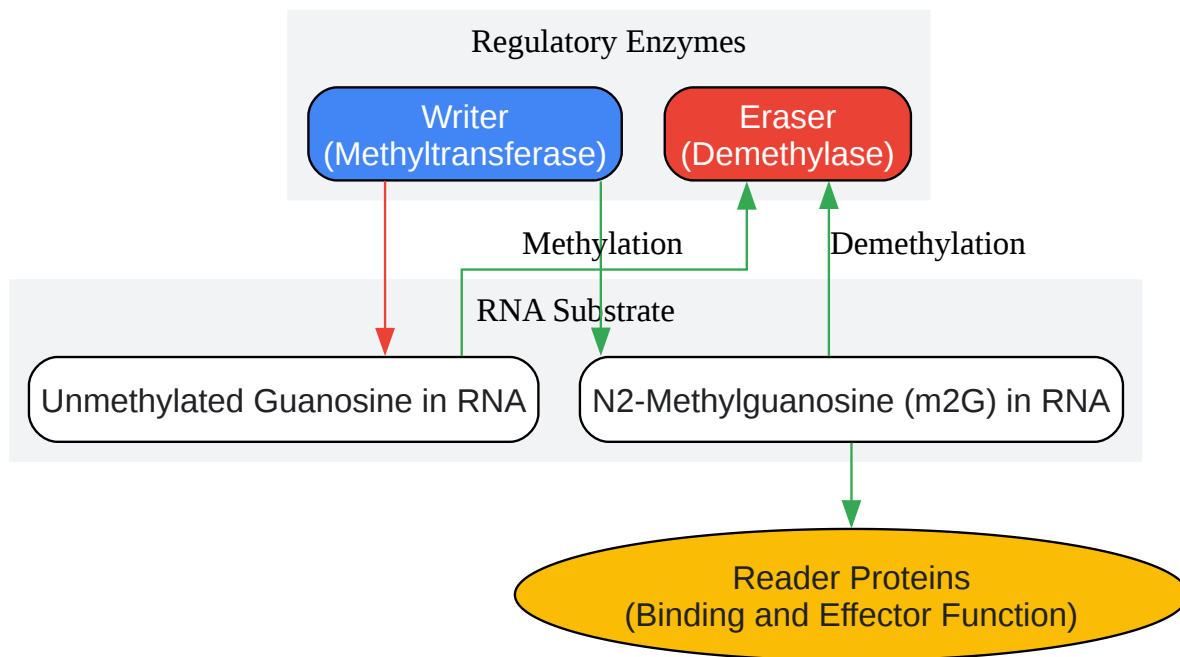 Regulatory Enzymes
Writer
(Methyltransferase)
Eraser
(Demethylase)
Methylation
Demethylation
RNA Substrate
Unmethylated Guanosine in RNA
N2-Methylguanosine (m2G) in RNA
Reader Proteins
(Binding and Effector Function)